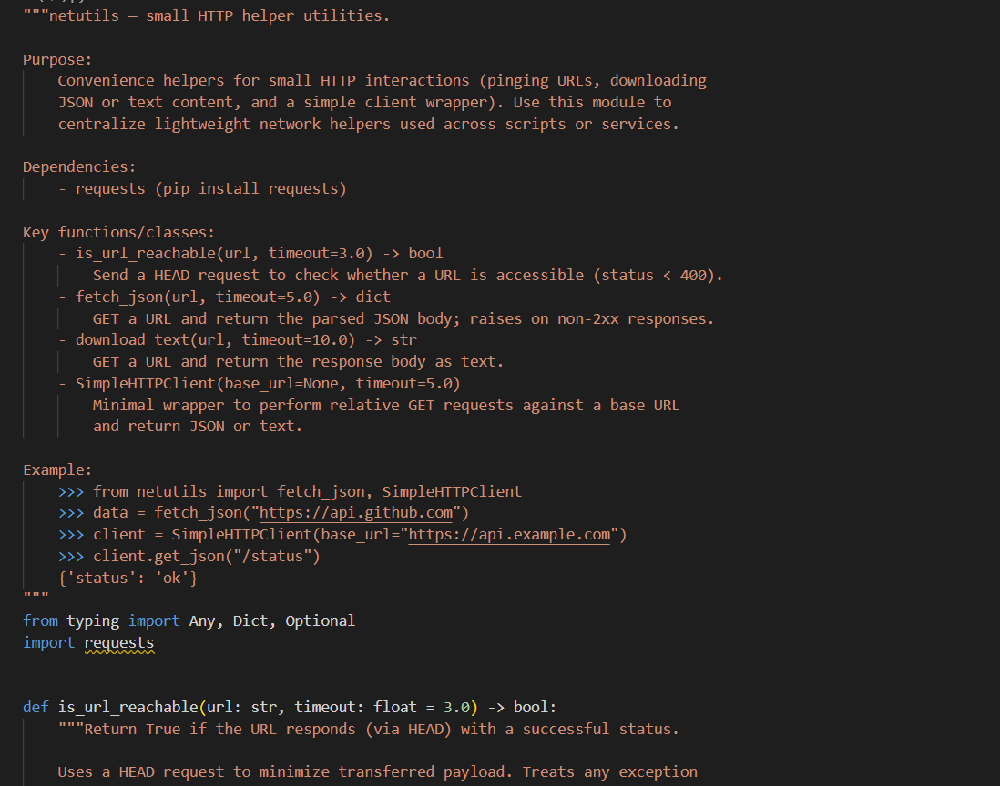 """netutils — small HTTP helper utilities.
Purpose:
Convenience helpers for small HTTP interactions (pinging URLs, downloading
JSON or text content, and a simple client wrapper). Use this module to
centralize lightweight network helpers used across scripts or services.
Dependencies:
- requests (pip install requests)
Key functions/classes:
- is_url_reachable(url, timeout=3.0) -> bool
Send a HEAD request to check whether a URL is accessible (status < 400).
- fetch_json(url, timeout=5.0) -> dict
GET a URL and return the parsed JSON body; raises on non-2xx responses.
- download_text(url, timeout=10.0) -> str
GET a URL and return the response body as text.
- SimpleHTTPClient(base_url=None, timeout=5.0)
Minimal wrapper to perform relative GET requests against a base URL
and return JSON or text.
Example:
>>> from netutils import fetch_json, SimpleHTTPClient
>>> data = fetch_json("https://api.github.com")
>>> client = SimpleHTTPClient(base_url="https://api.example.com")
>>> client.get_json("/status")
{'status': 'ok'}
"""
from typing import Any, Dict, Optional
import requests
def is_url_reachable(url: str, timeout: float = 3.0) -> bool:
"""Return True if the URL responds (via HEAD) with a successful status.
Uses a HEAD request to minimize transferred payload. Treats any exception